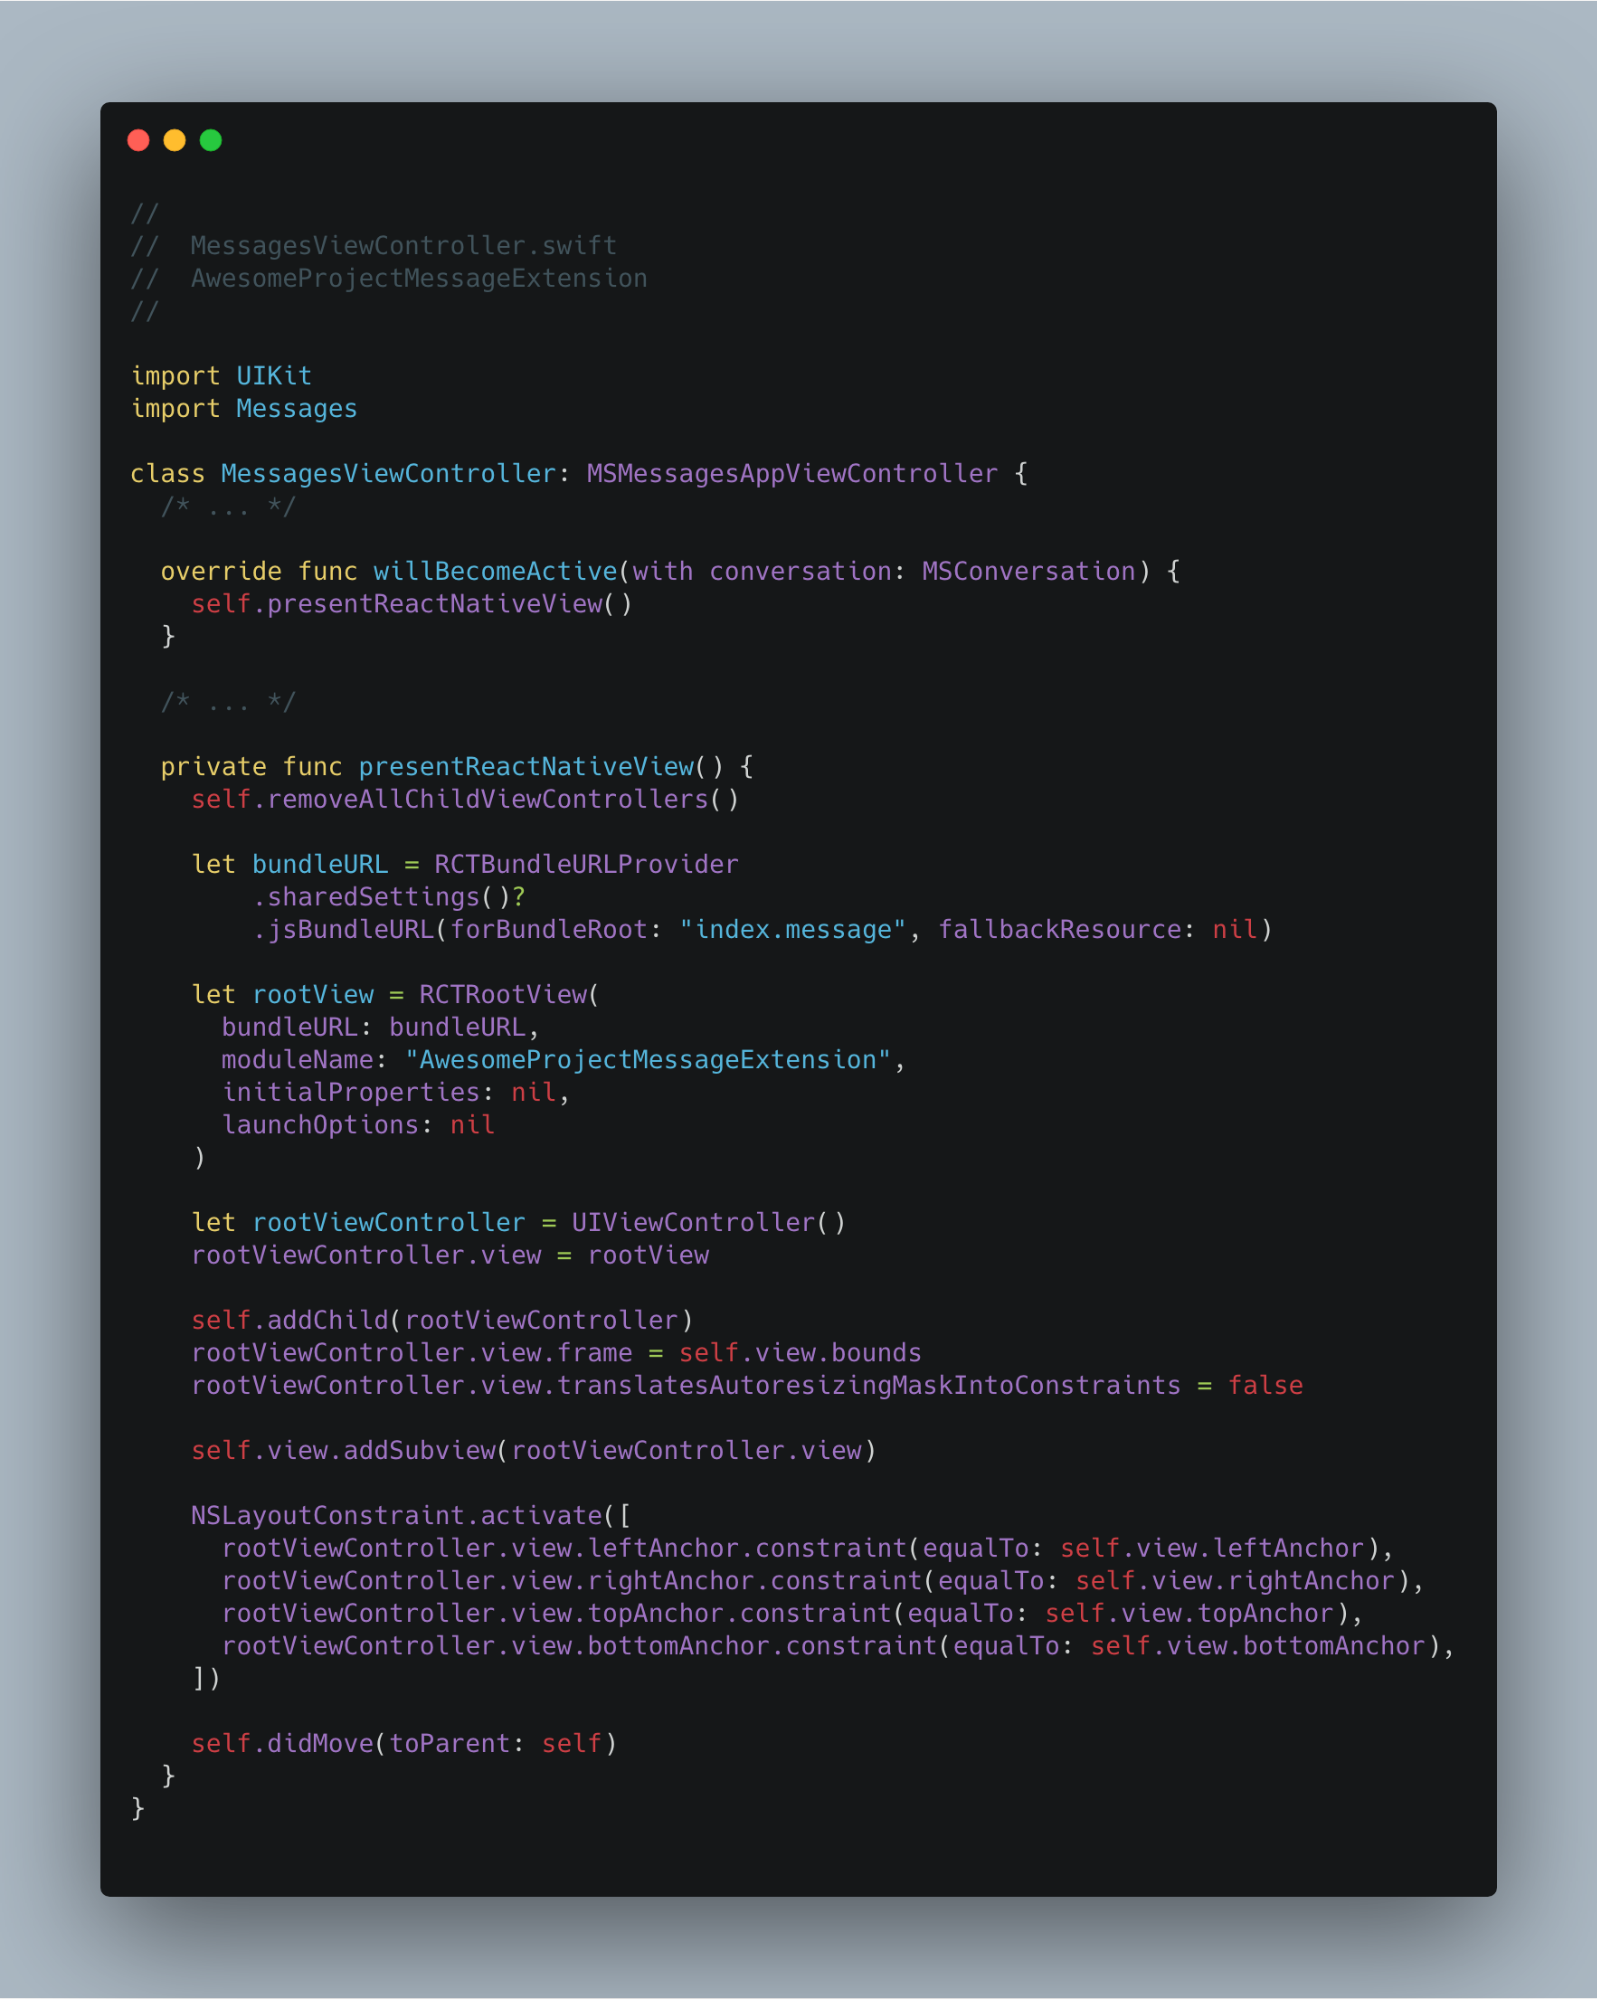 //
//  MessagesViewController.swift
//  AwesomeProjectMessageExtension
//

import UIKit
import Messages

class MessagesViewController: MSMessagesAppViewController {
  /* ... */

  override func willBecomeActive(with conversation: MSConversation) {
    self.presentReactNativeView()
  }

  /* ... */

  private func presentReactNativeView() {
    self.removeAllChildViewControllers()

    let bundleURL = RCTBundleURLProvider
        .sharedSettings()?
        .jsBundleURL(forBundleRoot: "index.message", fallbackResource: nil)

    let rootView = RCTRootView(
      bundleURL: bundleURL,
      moduleName: "AwesomeProjectMessageExtension",
      initialProperties: nil,
      launchOptions: nil
    )

    let rootViewController = UIViewController()
    rootViewController.view = rootView

    self.addChild(rootViewController)
    rootViewController.view.frame = self.view.bounds
    rootViewController.view.translatesAutoresizingMaskIntoConstraints = false

    self.view.addSubview(rootViewController.view)

    NSLayoutConstraint.activate([
      rootViewController.view.leftAnchor.constraint(equalTo: self.view.leftAnchor),
      rootViewController.view.rightAnchor.constraint(equalTo: self.view.rightAnchor),
      rootViewController.view.topAnchor.constraint(equalTo: self.view.topAnchor),
      rootViewController.view.bottomAnchor.constraint(equalTo: self.view.bottomAnchor),
    ])

    self.didMove(toParent: self)
  }
}